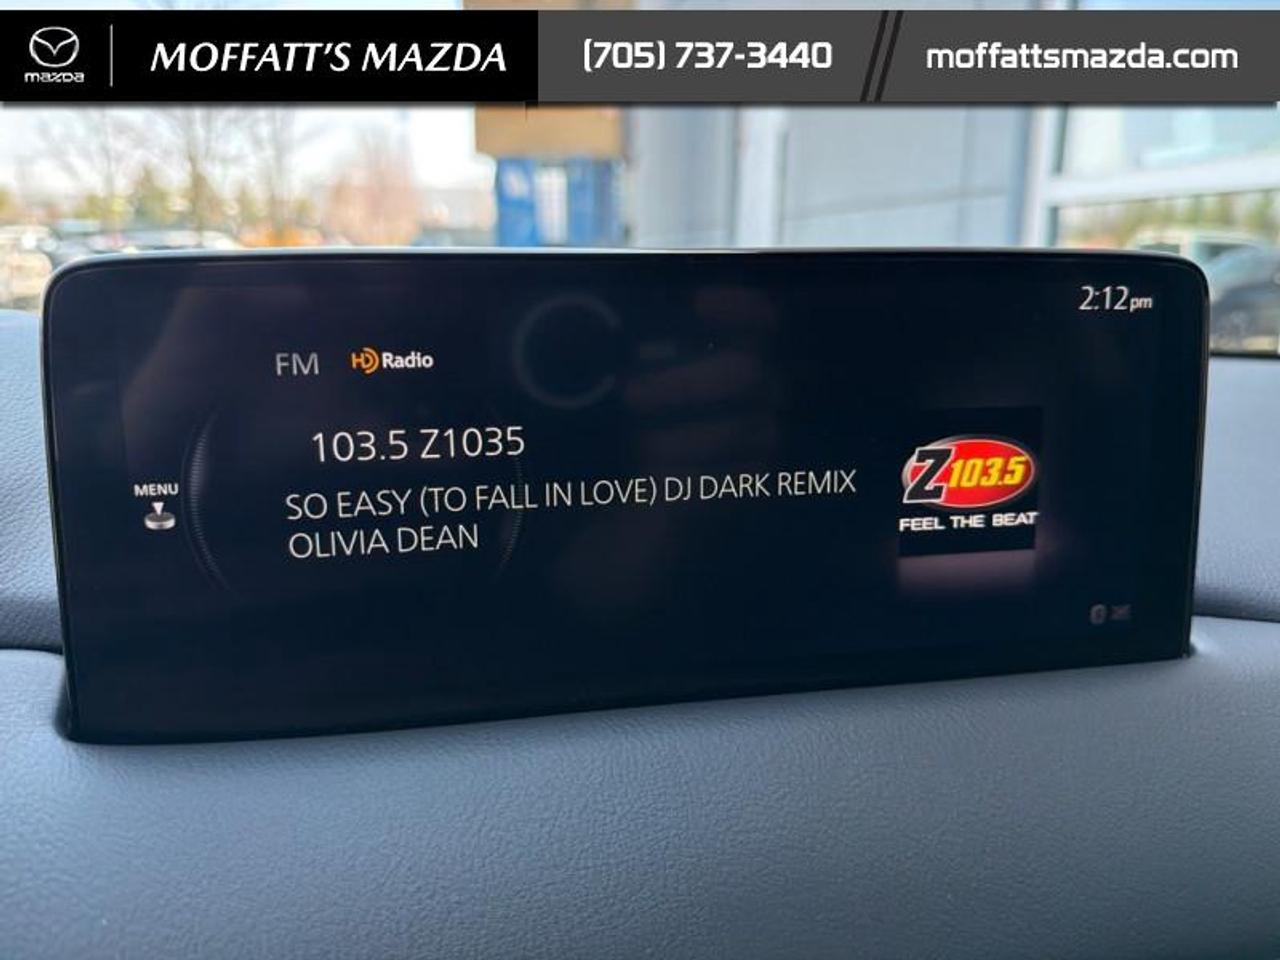 mazda
MOFFATT'S MAZDA
(705) 737-3440
moffattsmazda.com
2:12pm
FM
HD Radio
103.5 Z1035
MENU
SO EASY (TO FALL IN LOVE) DJ DARK REMIX
OLIVIA DEAN
Z103.5
FEEL THE BEAT